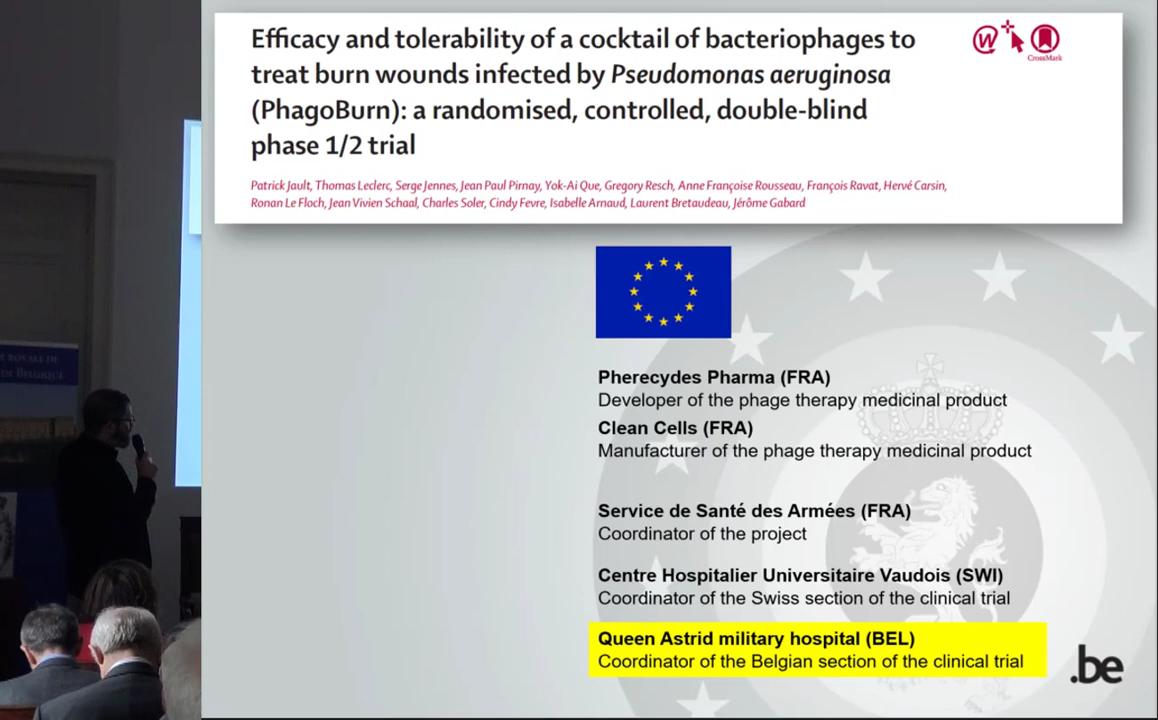 Efficacy and tolerability of a cocktail of bacteriophages to
treat burn wounds infected by Pseudomonas aeruginosa
(PhagoBurn): a randomised, controlled, double-blind
phase 1/2 trial
CrossMark
Patrick Jault, Thomas Leclerc, Serge Jennes, Jean Paul Pirnay, Yok-Ai Que, Gregory Resch, Anne Françoise Rousseau, François Ravat, Hervé Carsin,
Ronan Le Floch, Jean Vivien Schaal, Charles Soler, Cindy Fevre, Isabelle Arnaud, Laurent Bretaudeau, Jérôme Gabard
Pherecydes Pharma (FRA)
Developer of the phage therapy medicinal product
Clean Cells (FRA)
Manufacturer of the phage therapy medicinal product
Service de Santé des Armées (FRA)
Coordinator of the project
Centre Hospitalier Universitaire Vaudois (SWI)
Coordinator of the Swiss section of the clinical trial
Queen Astrid military hospital (BEL)
Coordinator of the Belgian section of the clinical trial
.be
ROYALE DE
DE BELGIQUE